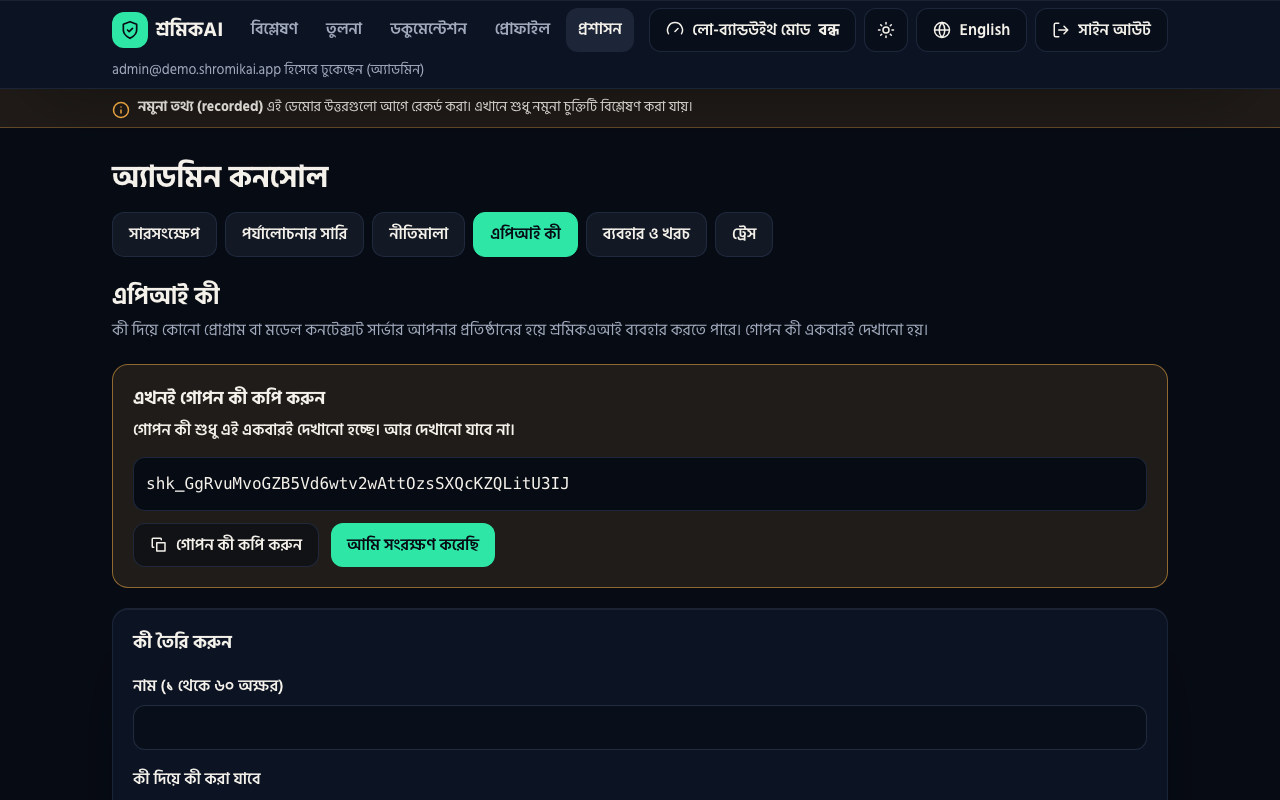 শ্রমিকAI
বিশ্লেষণ
তুলনা
ডকুমেন্টেশন
প্রোফাইল
প্রশাসন
লো-ব্যান্ডউইথ মোড বন্ধ
English
সাইন আউট
admin@demo.shromikai.app হিসেবে ঢুকেছেন (অ্যাডমিন)
নমুনা তথ্য (recorded) এই ডেমোর উত্তরগুলো আগে রেকর্ড করা। এখানে শুধু নমুনা চুক্তিটি বিশ্লেষণ করা যায়।
অ্যাডমিন কনসোল
সারসংক্ষেপ
পর্যালোচনার সারি
নীতিমালা
এপিআই কী
ব্যবহার ও খরচ
ট্রেস
এপিআই কী
কী দিয়ে কোনো প্রোগ্রাম বা মডেল কনটেক্সট সার্ভার আপনার প্রতিষ্ঠানের হয়ে শ্রমিকএআই ব্যবহার করতে পারে। গোপন কী একবারই দেখানো হয়।
এখনই গোপন কী কপি করুন
গোপন কী শুধু এই একবারই দেখানো হচ্ছে। আর দেখানো যাবে না।
shk_GgRvuMvoGZB5Vd6wtv2wAttOzsSXQcKZQLitU3IJ
গোপন কী কপি করুন
আমি সংরক্ষণ করেছি
কী তৈরি করুন
নাম (১ থেকে ৬০ অক্ষর)
কী দিয়ে কী করা যাবে